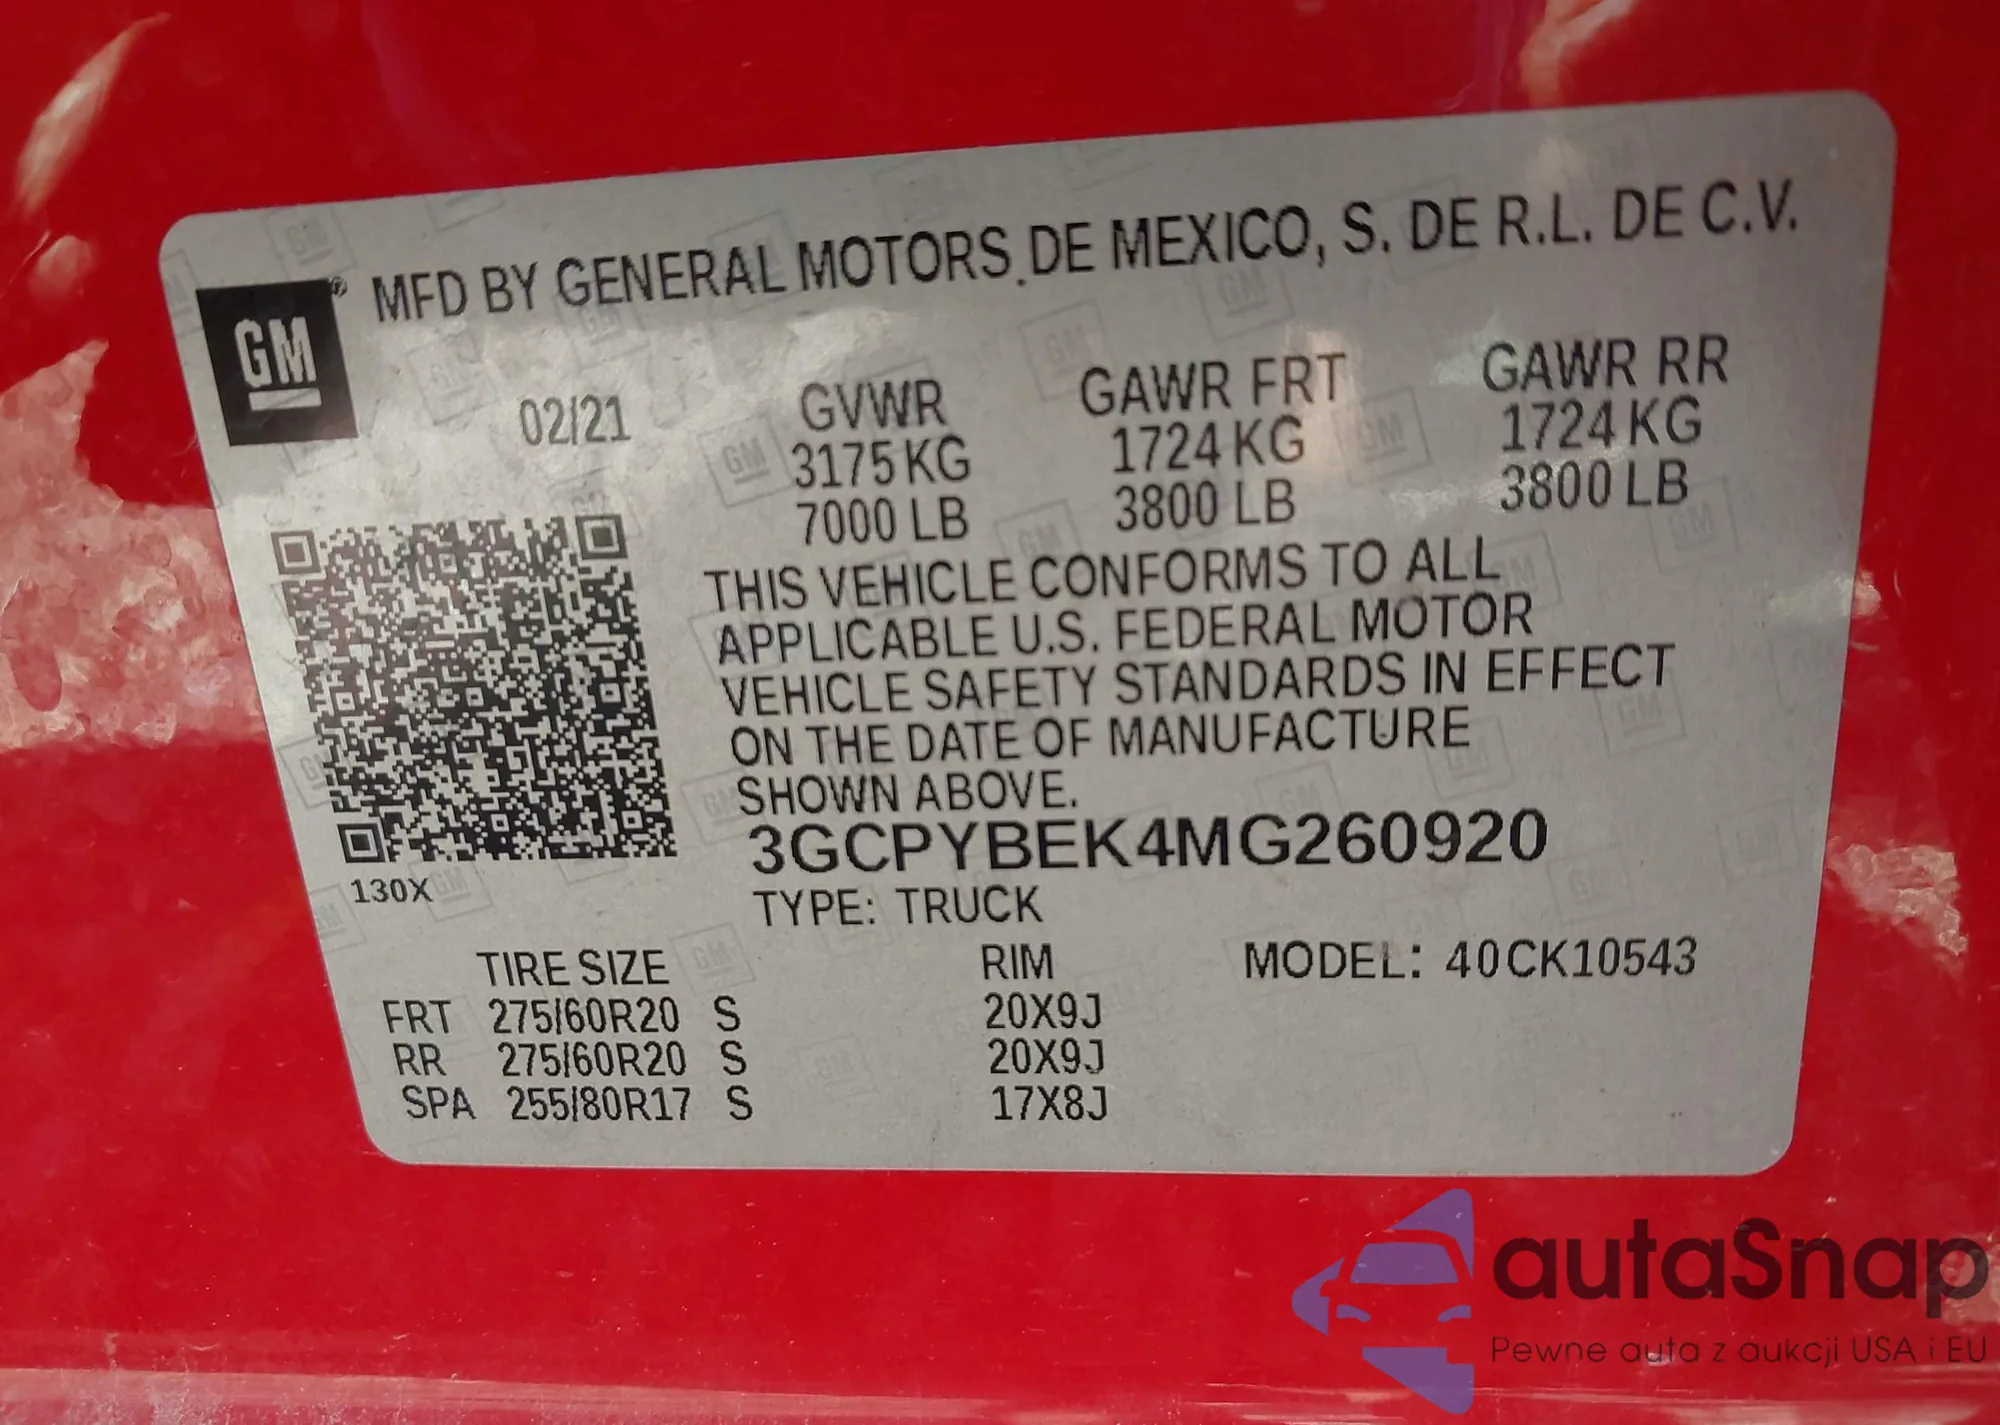 GM ® MFD BY GENERAL MOTORS DE MEXICO, S. DE R.L. DE C.V.
02/21
GVWR GAWR FRT GAWR RR
3175 KG 1724 KG 1724 KG
7000 LB 3800 LB 3800 LB
THIS VEHICLE CONFORMS TO ALL
APPLICABLE U.S. FEDERAL MOTOR
VEHICLE SAFETY STANDARDS IN EFFECT
ON THE DATE OF MANUFACTURE
SHOWN ABOVE.
3GCPYBEK4MG260920
130X
TYPE: TRUCK
TIRE SIZE RIM MODEL: 40CK10543
FRT 275/60R20 S 20X9J
RR 275/60R20 S 20X9J
SPA 255/80R17 S 17X8J
autaSnap
Pewne auta z aukcji USA i EU